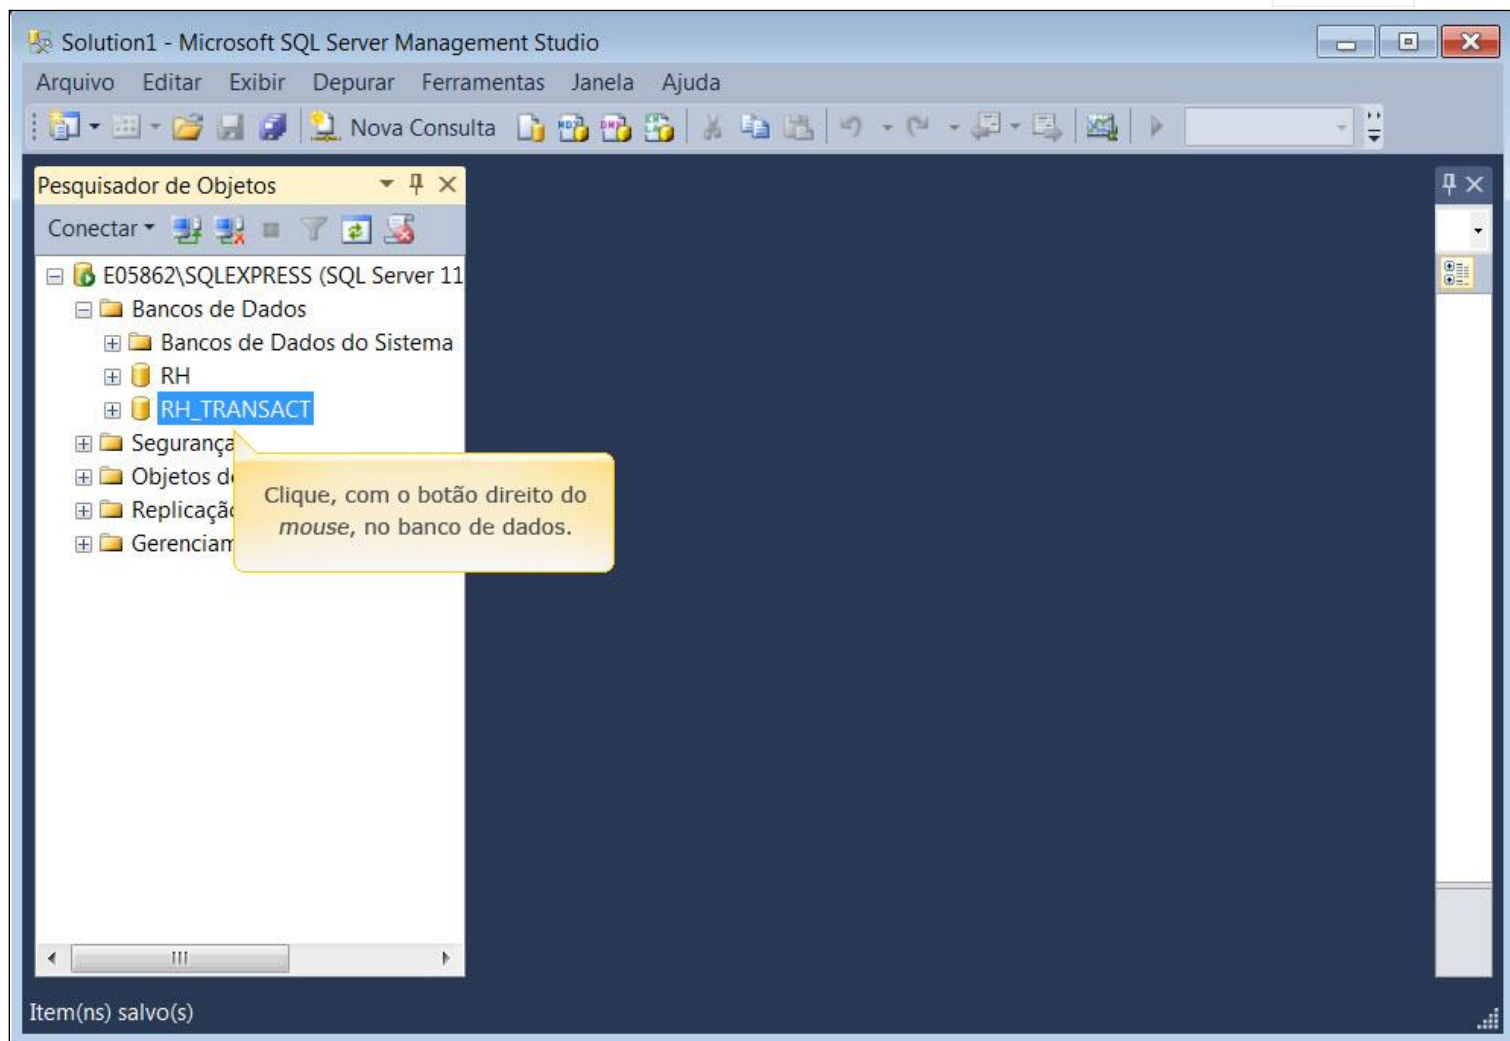 Solution1 - Microsoft SQL Server Management Studio
Arquivo Editar Exibir Depurar Ferramentas Janela Ajuda
Nova Consulta
Pesquisador de Objetos
Conectar
E05862\SQLEXPRESS (SQL Server 11
Bancos de Dados
Bancos de Dados do Sistema
RH
RH_TRANSACT
Segurança
Objetos d
Replicaçã
Gerenciam
Clique, com o botão direito do
mouse, no banco de dados.
Item(ns) salvo(s)